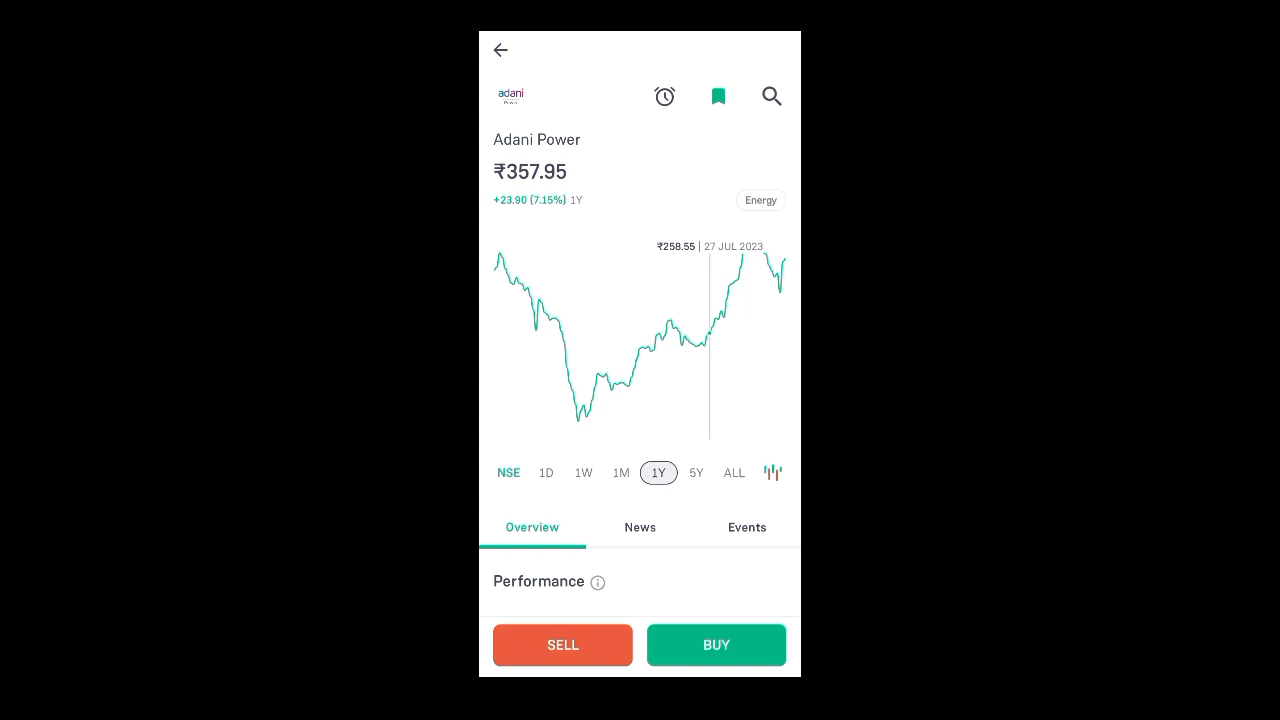 adani
Power
Adani Power
₹357.95
+23.90 (7.15%) 1Y
Energy
₹258.55 | 27 JUL 2023
NSE 1D 1W 1M 1Y 5Y ALL
Overview News Events
Performance
SELL BUY